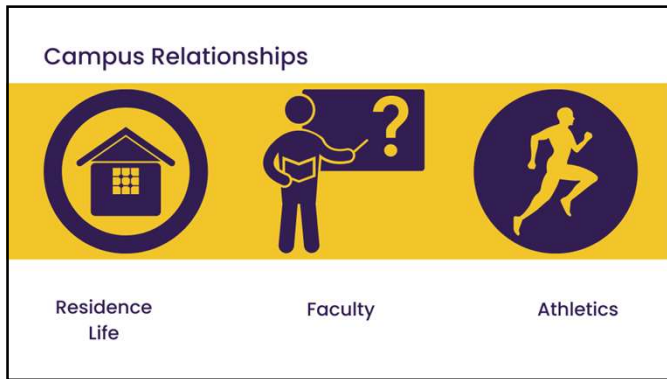 Campus Relationships
?
Residence
Life
Faculty
Athletics